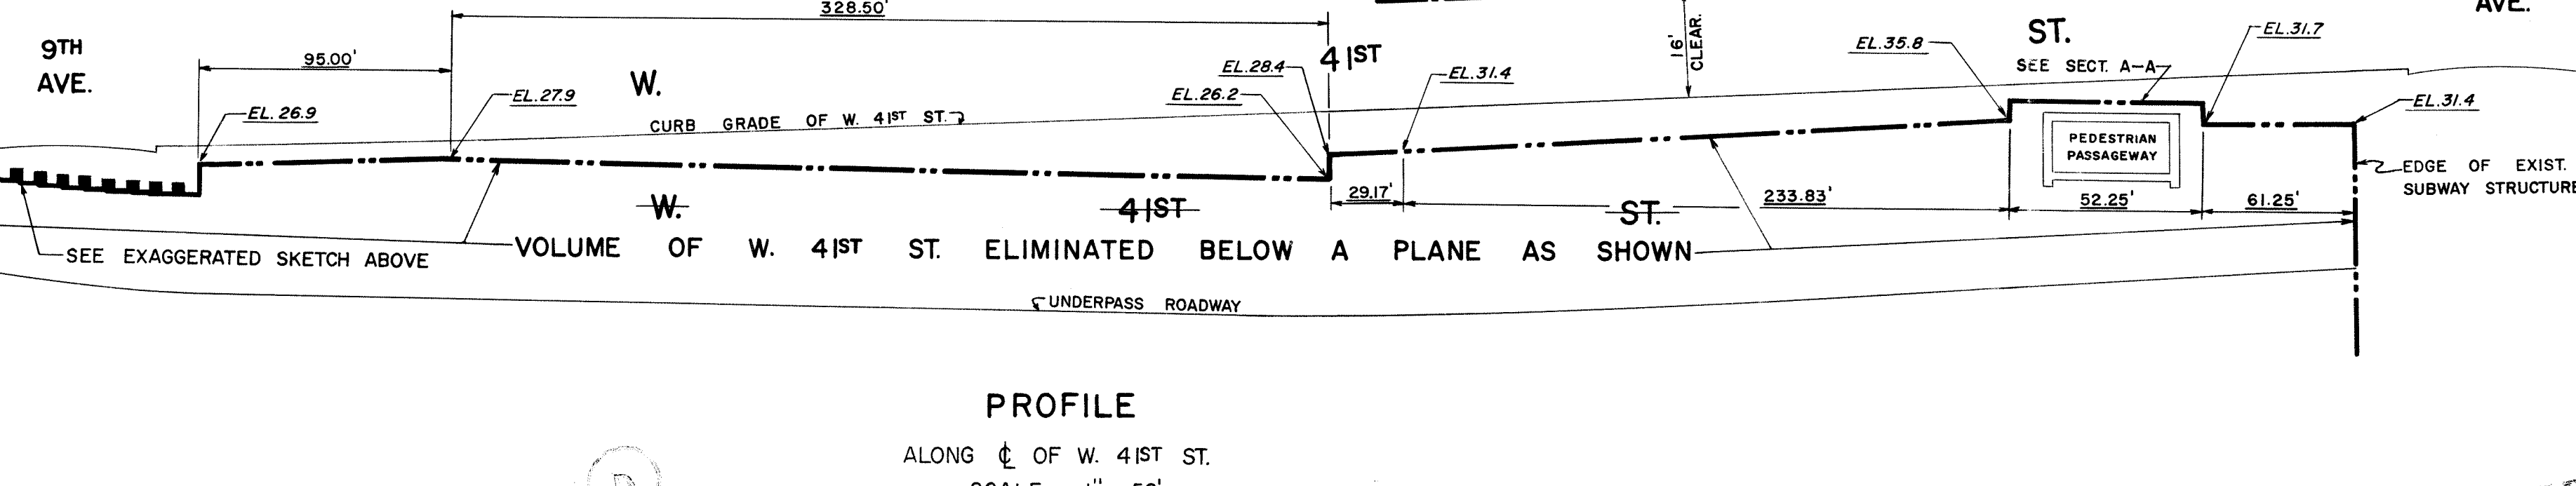 328.50'
AVE.
9TH
AVE.
95.00'
W.
41ST
ST.
16'
CLEAR.
EL.28.4
EL.31.4
EL.35.8
EL.31.7
SEE SECT. A-A
EL.26.9
EL.27.9
EL.26.2
EL.31.4
CURB GRADE OF W. 41ST ST.
PEDESTRIAN
PASSAGEWAY
EDGE OF EXIST.
SUBWAY STRUCTURE
29.17'
233.83'
52.25'
61.25'
W.
41ST
ST.
SEE EXAGGERATED SKETCH ABOVE
VOLUME OF W. 41ST ST. ELIMINATED BELOW A PLANE AS SHOWN
UNDERPASS ROADWAY
PROFILE
ALONG ℄ OF W. 41ST ST.